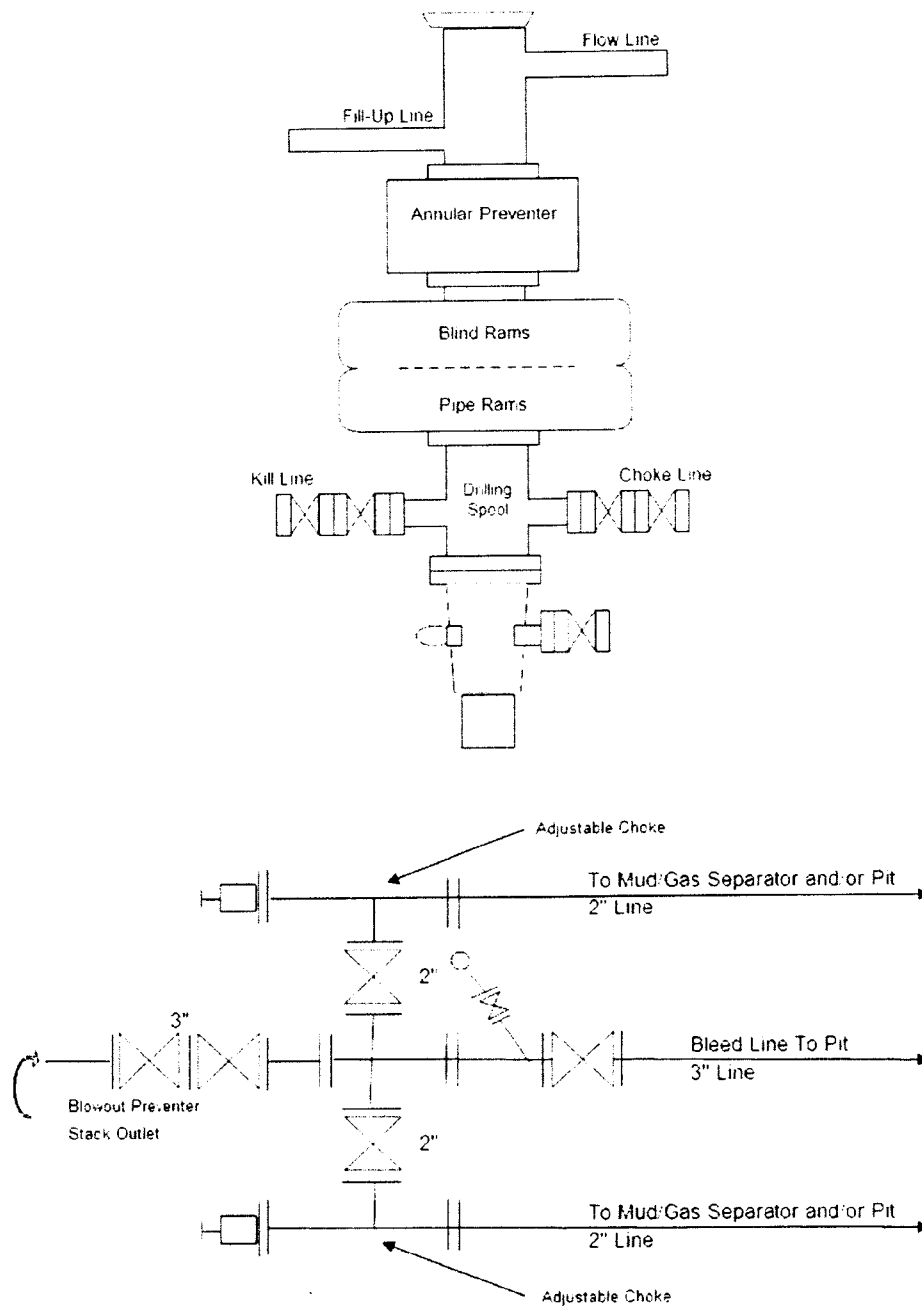 Flow Line
Fill-Up Line
Annular Preventer
Blind Rams
Pipe Rams
Kill Line
Drilling
Spool
Choke Line
Adjustable Choke
To Mud/Gas Separator and/or Pit
2" Line
2"
3"
Bleed Line To Pit
3" Line
Blowout Preventer
Stack Outlet
2"
To Mud/Gas Separator and/or Pit
2" Line
Adjustable Choke